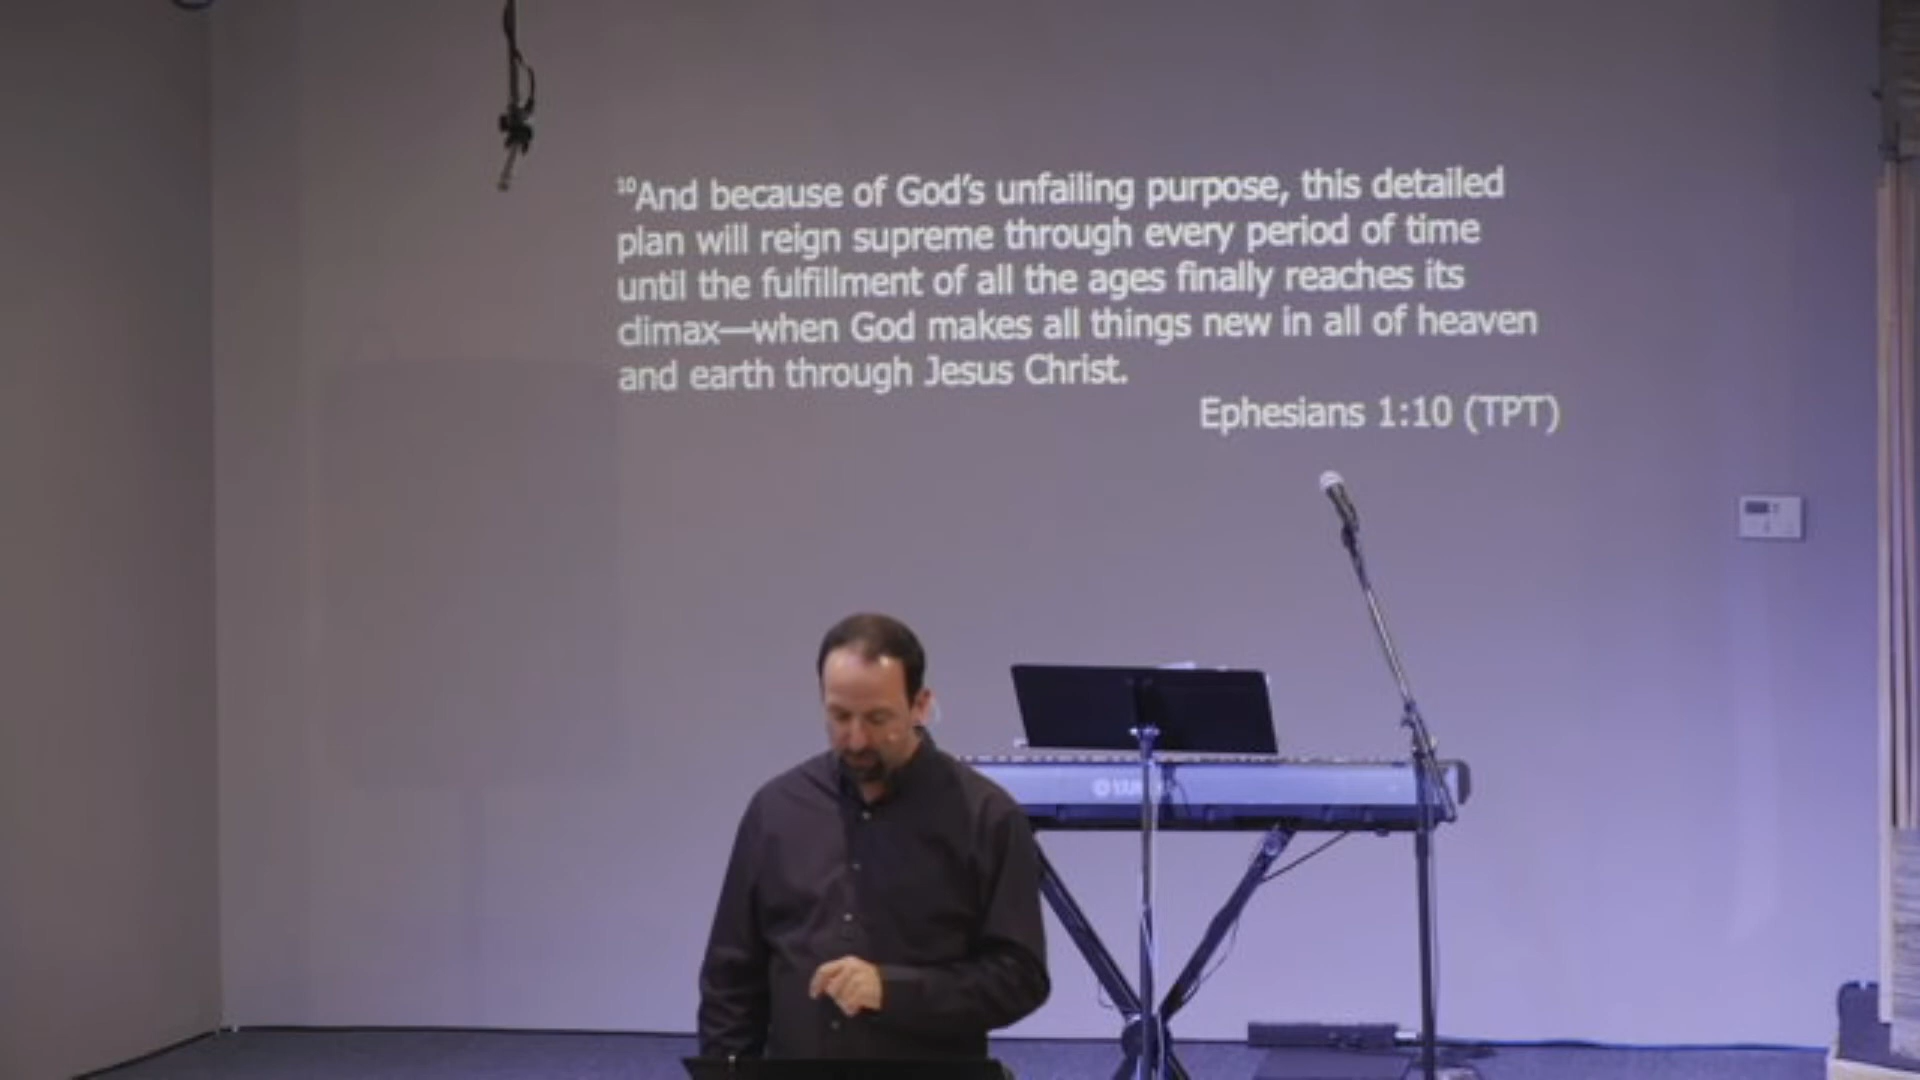 ¹⁰And because of God's unfailing purpose, this detailed
plan will reign supreme through every period of time
until the fulfillment of all the ages finally reaches its
climax—when God makes all things new in all of heaven
and earth through Jesus Christ.
Ephesians 1:10 (TPT)